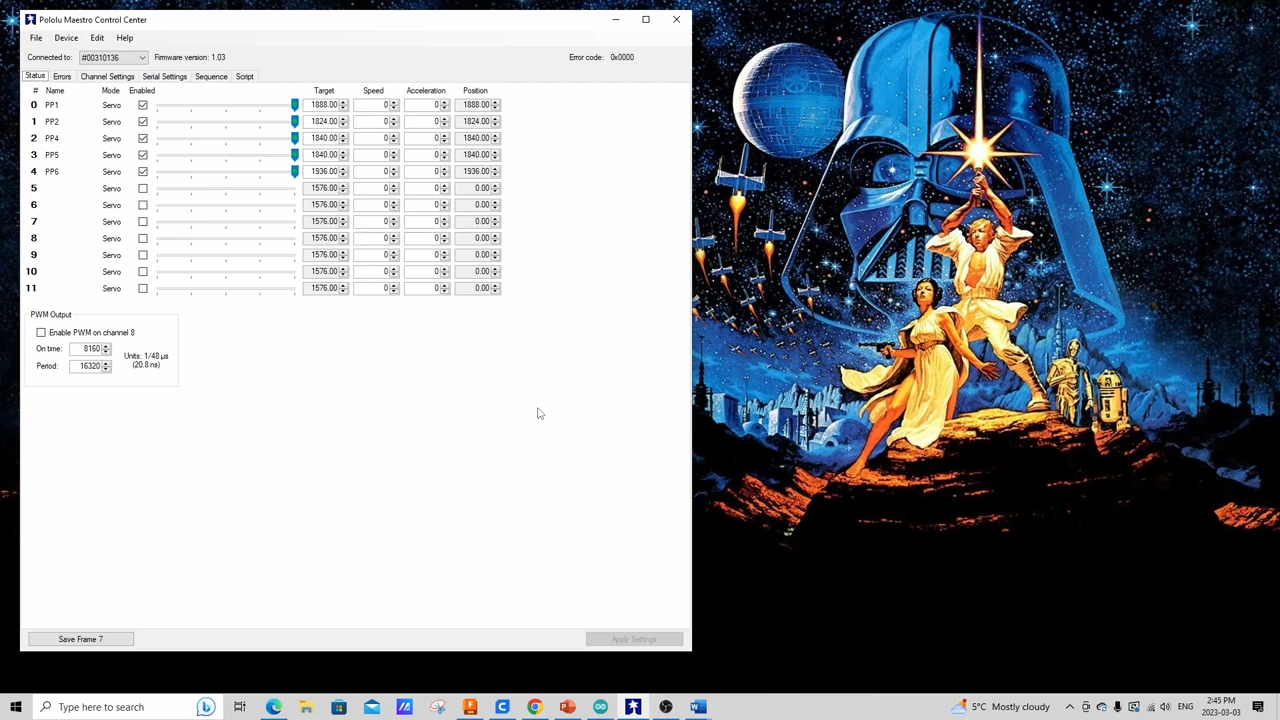 Pololu Maestro Control Center
File Device Edit Help
Connected to: #00310136 Firmware version: 1.03 Error code: 0x0000
Status Errors Channel Settings Serial Settings Sequence Script
# Name Mode Enabled Target Speed Acceleration Position
0 PP1 Servo 1888.00 0 0 1888.00
1 PP2 Servo 1824.00 0 0 1824.00
2 PP4 Servo 1840.00 0 0 1840.00
3 PP5 Servo 1840.00 0 0 1840.00
4 PP6 Servo 1936.00 0 0 1936.00
5 Servo 1576.00 0 0 0.00
6 Servo 1576.00 0 0 0.00
7 Servo 1576.00 0 0 0.00
8 Servo 1576.00 0 0 0.00
9 Servo 1576.00 0 0 0.00
10 Servo 1576.00 0 0 0.00
11 Servo 1576.00 0 0 0.00
PWM Output
Enable PWM on channel 8
On time: 8160
Units: 1/48 µs
Period: 16320
(20.8 ns)
Save Frame 7 Apply Settings
Type here to search 5°C Mostly cloudy ENG 2:45 PM
2023-03-03